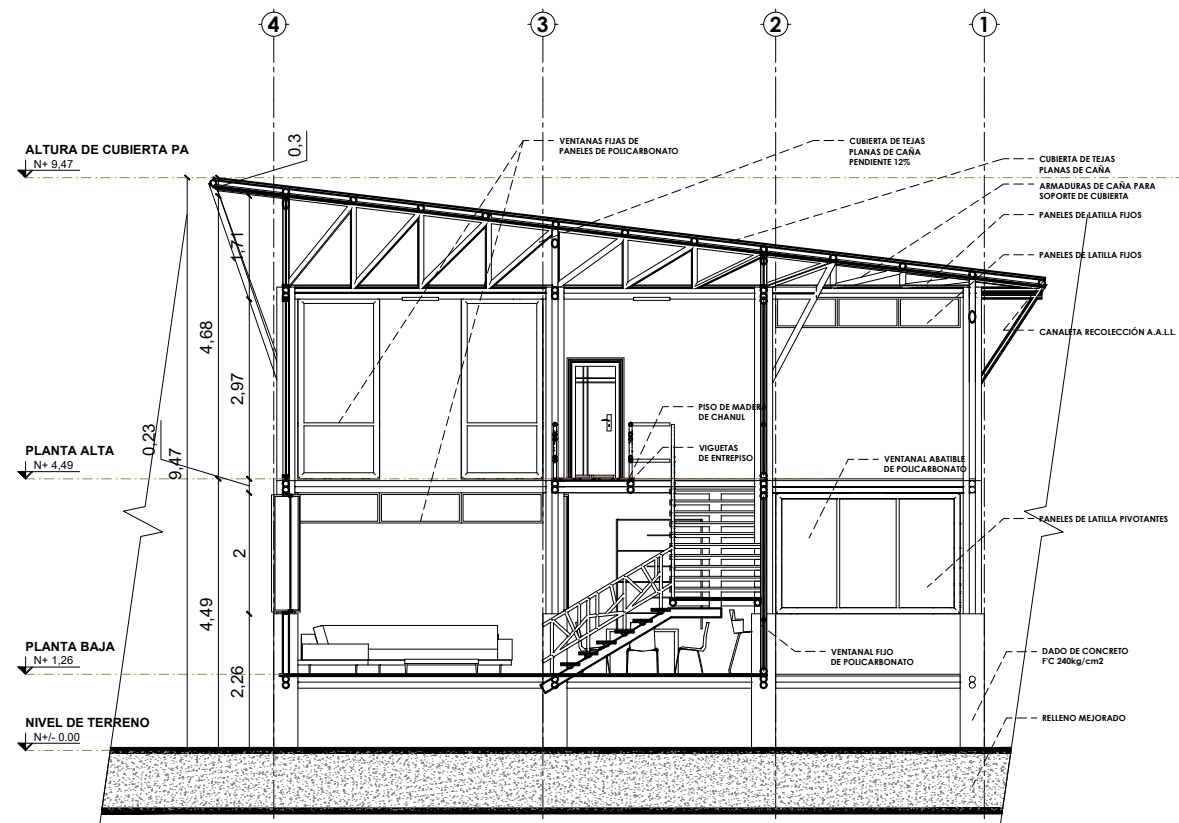 4
3
2
1
ALTURA DE CUBIERTA PA
N+ 9,47
0,3
VENTANAS FIJAS DE
PANELES DE POLICARBONATO
CUBIERTA DE TEJAS
PLANAS DE CAÑA
PENDIENTE 12%
CUBIERTA DE TEJAS
PLANAS DE CAÑA
ARMADURAS DE CAÑA PARA
SOPORTE DE CUBIERTA
PANELES DE LATILLA FIJOS
PANELES DE LATILLA FIJOS
CANALETA RECOLECCIÓN A.A.L.L.
1,71
4,68
2,97
0,23
9,47
PISO DE MADERA
DE CHANUL
VIGUETAS
DE ENTREPISO
PLANTA ALTA
N+ 4,49
VENTANAL ABATIBLE
DE POLICARBONATO
PANELES DE LATILLA PIVOTANTES
2
4,49
2,26
PLANTA BAJA
N+ 1,26
VENTANAL FIJO
DE POLICARBONATO
DADO DE CONCRETO
F'C 240kg/cm2
NIVEL DE TERRENO
N+/- 0.00
RELLENO MEJORADO